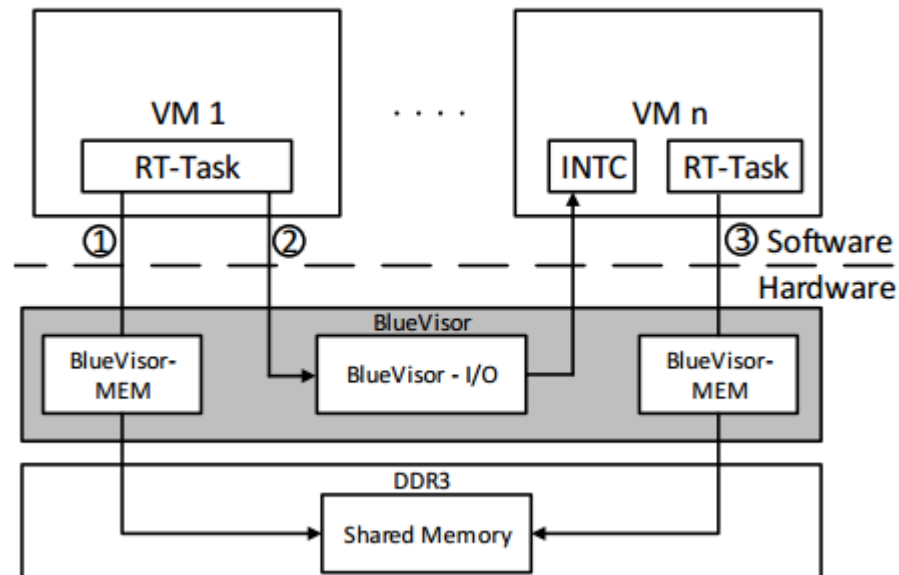 VM 1
. . . .
VM n
RT-Task
INTC
RT-Task
① ② ③ Software
Hardware
BlueVisor
BlueVisor-
MEM
BlueVisor - I/O
BlueVisor-
MEM
DDR3
Shared Memory